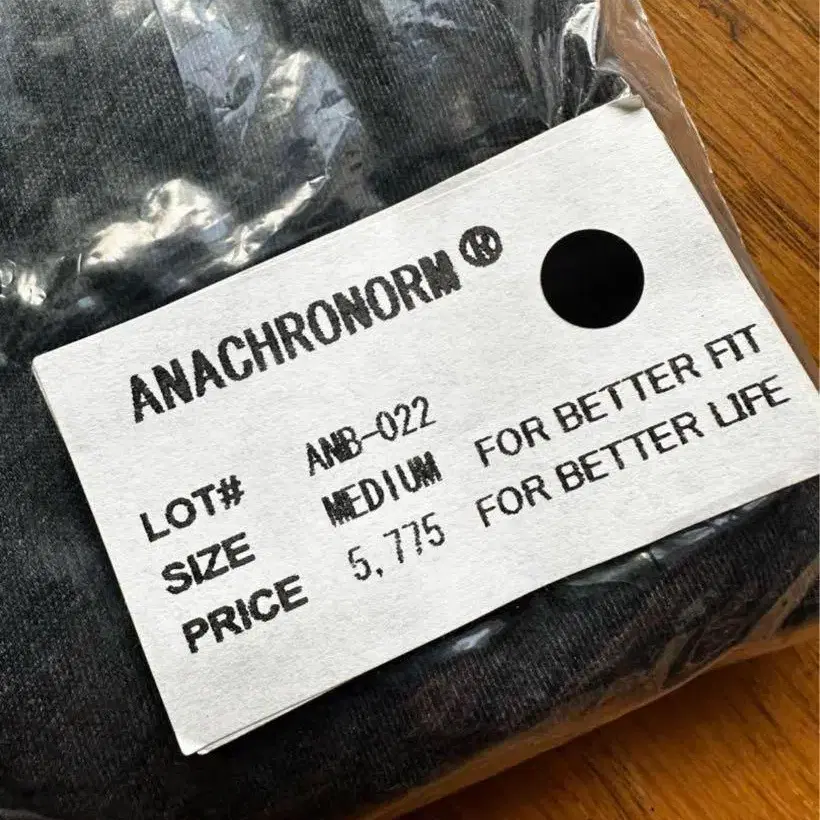 ANACHRONORM®
LOT# ANB-022
SIZE MEDIUM FOR BETTER FIT
PRICE 5,775 FOR BETTER LIFE